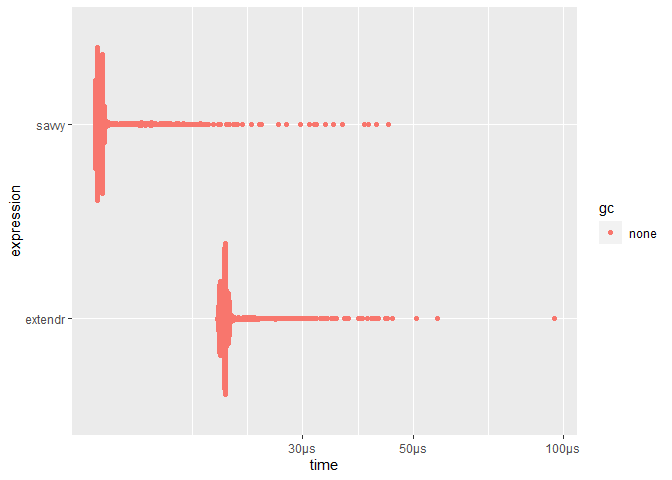 expression
savvy
extendr
30μs
50μs
100μs
time
gc
none